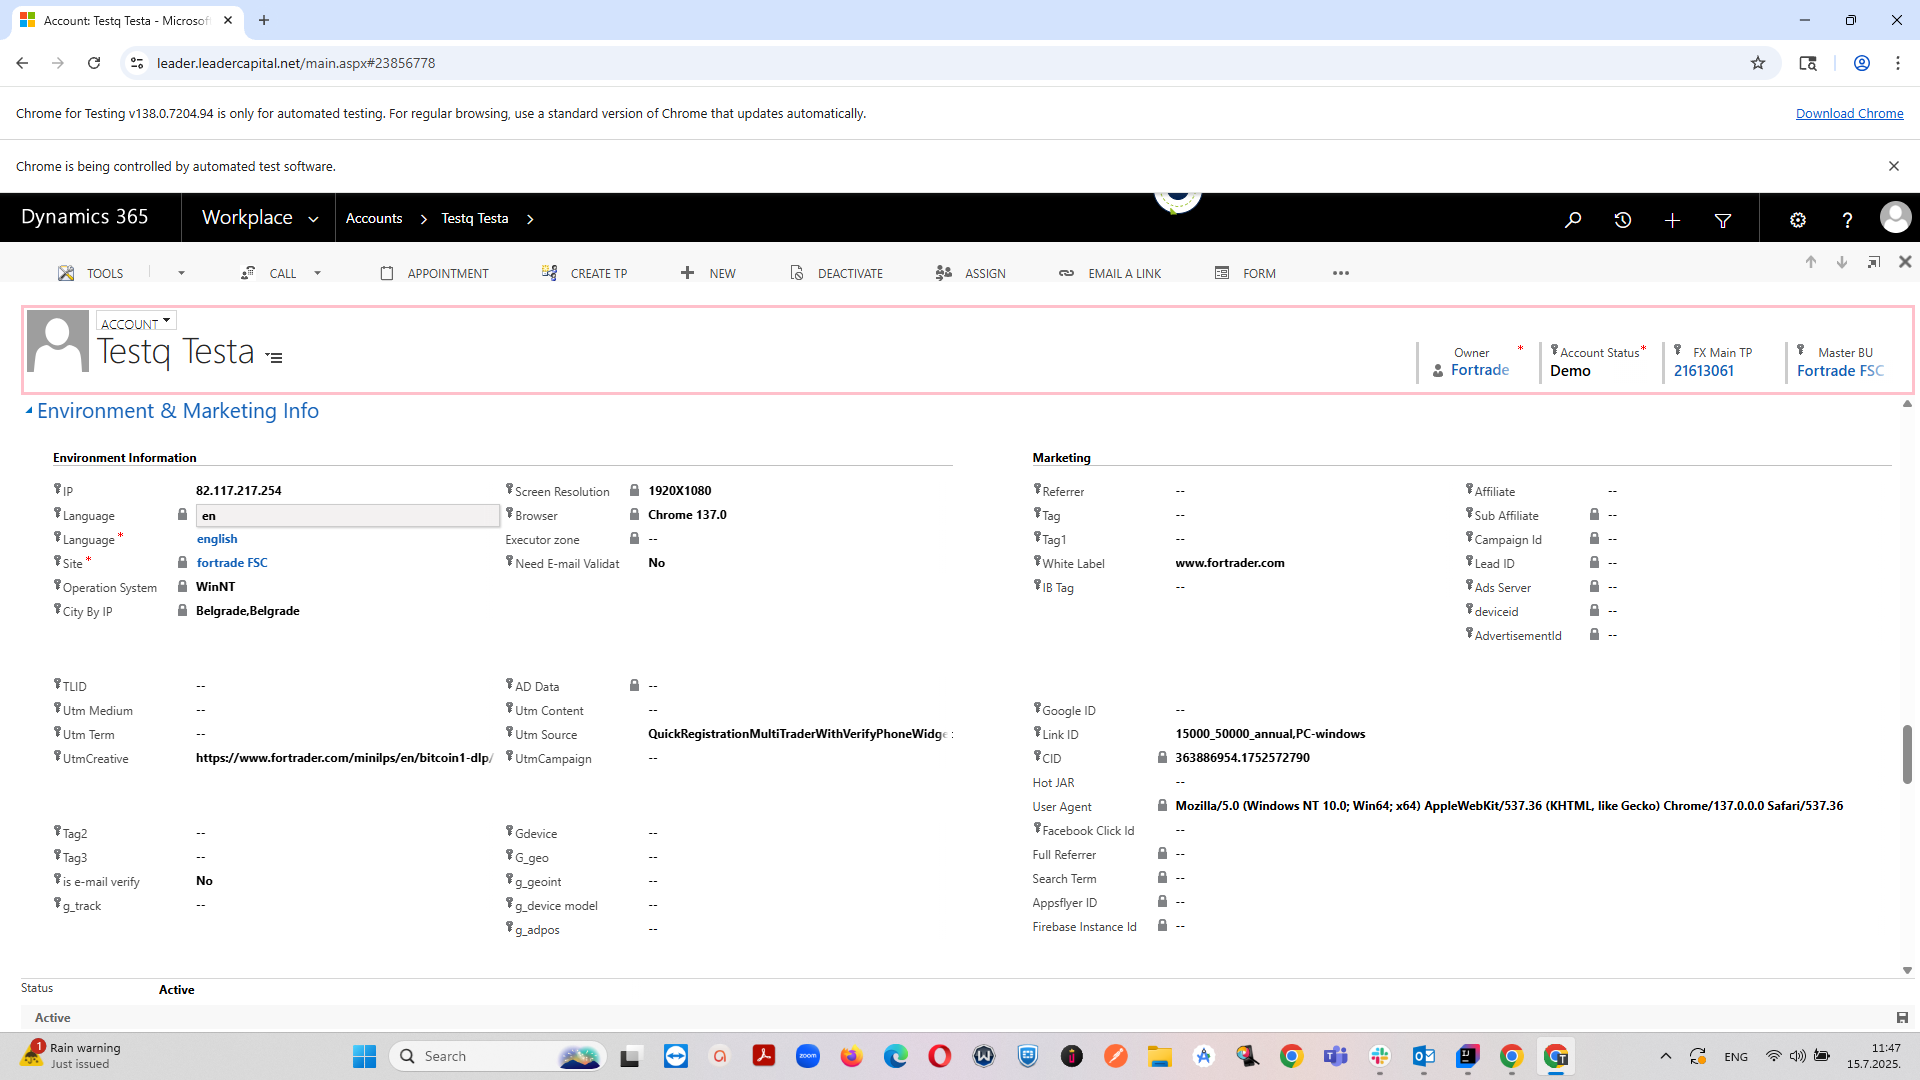 Account: Testq Testa - Microsof
leader.leadercapital.net/main.aspx#23856778
Chrome for Testing v138.0.7204.94 is only for automated testing. For regular browsing, use a standard version of Chrome that updates automatically.
Download Chrome
Chrome is being controlled by automated test software.
Dynamics 365
Workplace
Accounts
Testq Testa
TOOLS
CALL
APPOINTMENT
CREATE TP
NEW
DEACTIVATE
ASSIGN
EMAIL A LINK
FORM
ACCOUNT
Testq Testa
Owner *
Fortrade
Account Status*
Demo
FX Main TP
21613061
Master BU
Fortrade FSC
Environment & Marketing Info
Environment Information
Marketing
IP 82.117.217.254
Screen Resolution 1920X1080
Referrer --
Affiliate --
Language en
Browser Chrome 137.0
Tag --
Sub Affiliate --
Language * english
Executor zone --
Tag1 --
Campaign Id --
Site * fortrade FSC
Need E-mail Validat No
White Label www.fortrader.com
Lead ID --
Operation System WinNT
IB Tag --
Ads Server --
City By IP Belgrade,Belgrade
deviceid --
AdvertisementId --
TLID --
AD Data --
Utm Medium --
Utm Content --
Google ID --
Utm Term --
Utm Source QuickRegistrationMultiTraderWithVerifyPhoneWidge
Link ID 15000_50000_annual,PC-windows
UtmCreative https://www.fortrader.com/minilps/en/bitcoin1-dlp/
UtmCampaign --
CID 363886954.1752572790
Hot JAR --
User Agent Mozilla/5.0 (Windows NT 10.0; Win64; x64) AppleWebKit/537.36 (KHTML, like Gecko) Chrome/137.0.0.0 Safari/537.36
Tag2 --
Gdevice --
Facebook Click Id --
Tag3 --
G_geo --
Full Referrer --
is e-mail verify No
g_geoint --
Search Term --
g_track --
g_device model --
Appsflyer ID --
g_adpos --
Firebase Instance Id --
Status Active
Active
1
Rain warning
Just issued
Search
zoom
ENG
11:47
15.7.2025.